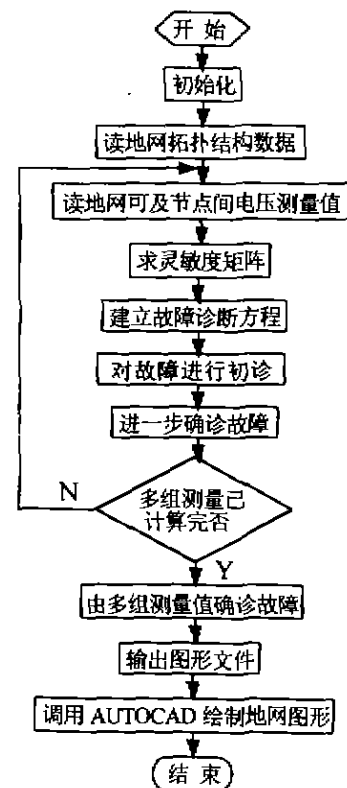 开 始
初始化
读地网拓扑结构数据
读地网可及节点间电压测量值
求灵敏度矩阵
建立故障诊断方程
对故障进行初诊
进一步确诊故障
N
多组测量已
计算完否
Y
由多组测量值确诊故障
输出图形文件
调用 AUTOCAD 绘制地网图形
结 束